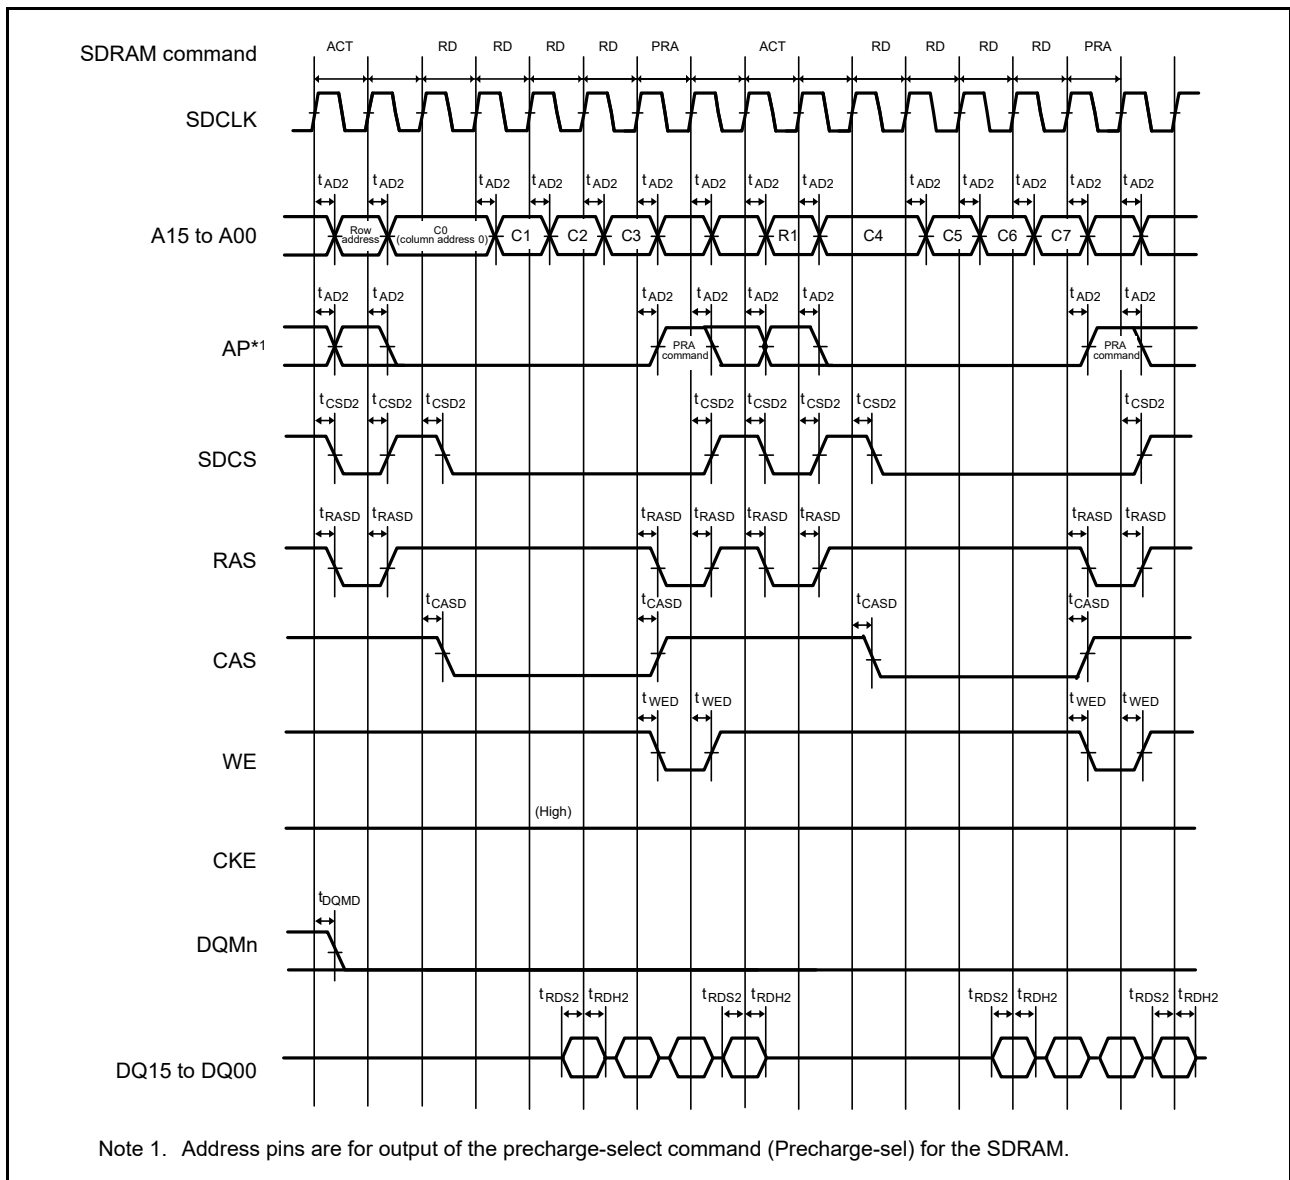 SDRAM command ACT RD RD RD RD PRA ACT RD RD RD RD PRA
SDCLK
tAD2 tAD2 tAD2 tAD2 tAD2 tAD2 tAD2 tAD2 tAD2 tAD2 tAD2 tAD2 tAD2 tAD2
A15 to A00 Row address C0 (column address 0) C1 C2 C3 R1 C4 C5 C6 C7
tAD2 tAD2 tAD2 tAD2 tAD2 tAD2 tAD2 tAD2
AP*1 PRA command PRA command
tCSD2 tCSD2 tCSD2 tCSD2 tCSD2 tCSD2 tCSD2 tCSD2
SDCS
tRASD tRASD tRASD tRASD tRASD tRASD tRASD tRASD
RAS
tCASD tCASD tCASD tCASD
CAS
tWED tWED tWED tWED
WE
(High)
CKE
tDQMD
DQMn
tRDS2 tRDH2 tRDS2 tRDH2 tRDS2 tRDH2 tRDS2 tRDH2
DQ15 to DQ00
Note 1. Address pins are for output of the precharge-select command (Precharge-sel) for the SDRAM.